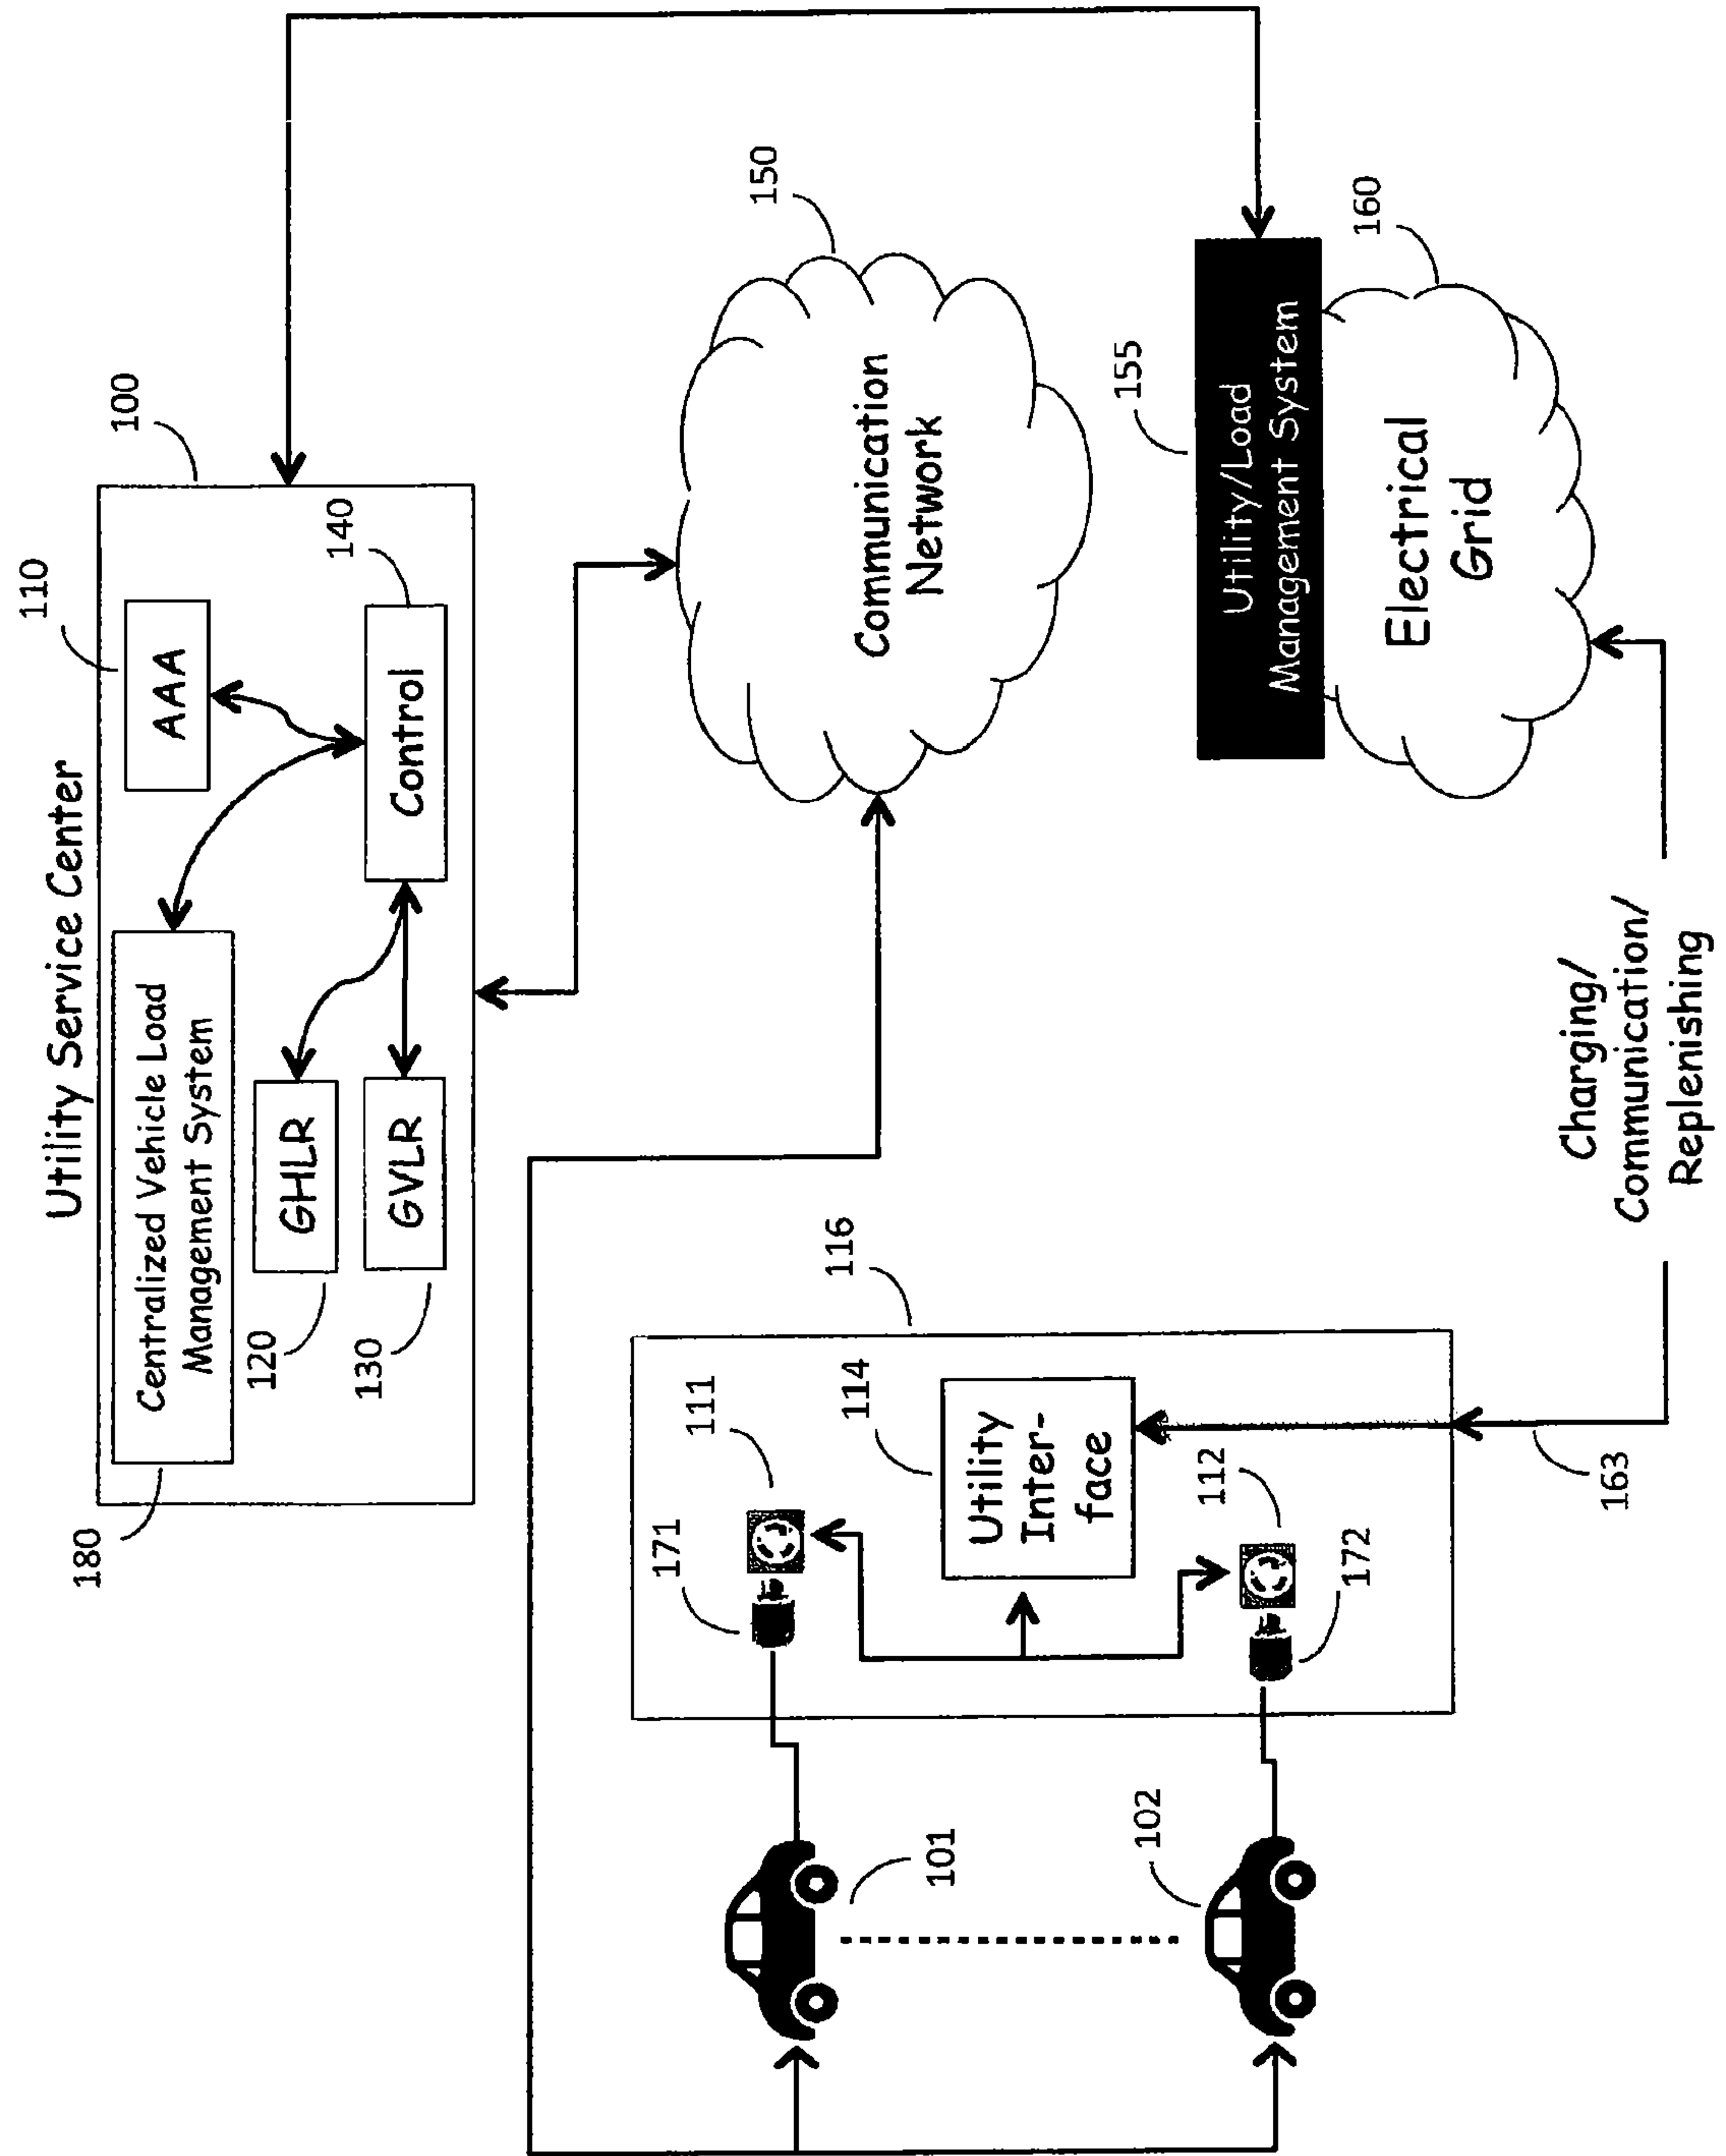 Utility Service Center
100
110
180
Centralized Vehicle Load
Management System
AAA
120
GHLR
130
GVLR
Control
140
150
Communication
Network
116
111
171
114
Utility
Inter-
face
112
172
101
102
163
155
Utility/Load
Management System
160
Electrical
Grid
Charging/
Communication/
Replenishing